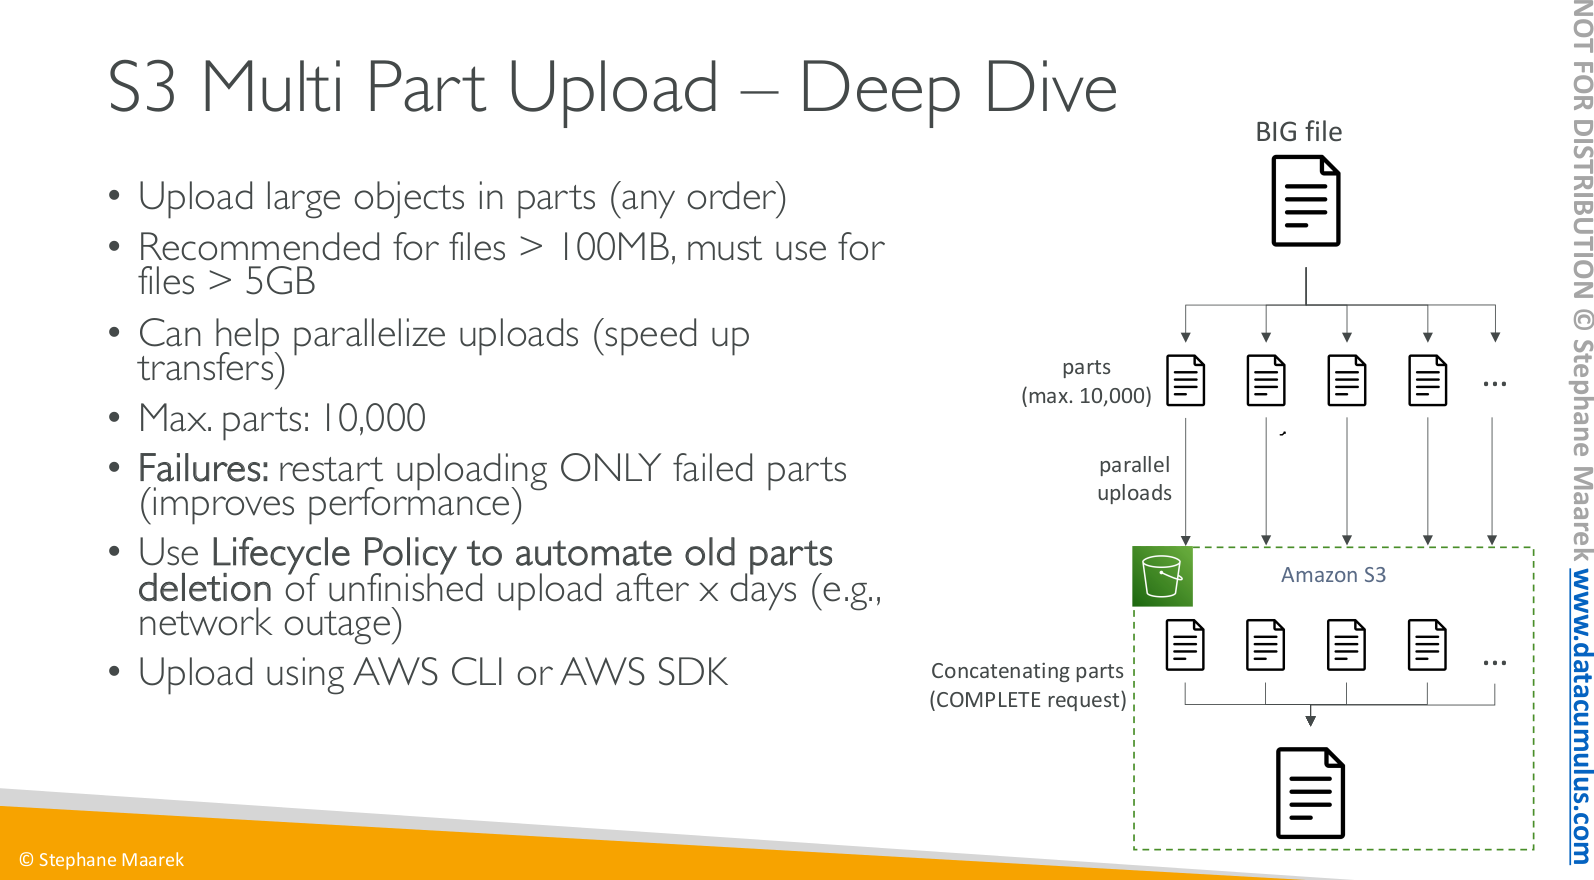 S3 Multi Part Upload – Deep Dive
• Upload large objects in parts (any order)
• Recommended for files > 100MB, must use for
files > 5GB
• Can help parallelize uploads (speed up
transfers)
• Max. parts: 10,000
• Failures: restart uploading ONLY failed parts
(improves performance)
• Use Lifecycle Policy to automate old parts
deletion of unfinished upload after x days (e.g.,
network outage)
• Upload using AWS CLI or AWS SDK
BIG file
parts
(max. 10,000)
...
parallel
uploads
Amazon S3
...
Concatenating parts
(COMPLETE request)
© Stephane Maarek
NOT FOR DISTRIBUTION © Stephane Maarek www.datacumulus.com